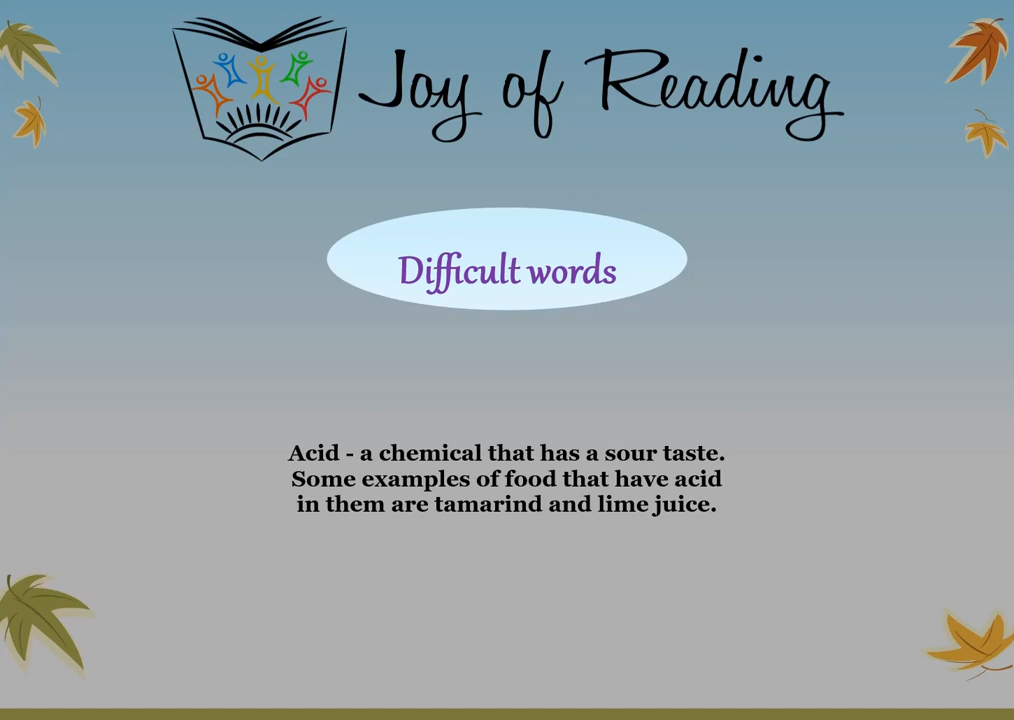 Joy of Reading
Difficult words
Acid - a chemical that has a sour taste.
Some examples of food that have acid
in them are tamarind and lime juice.